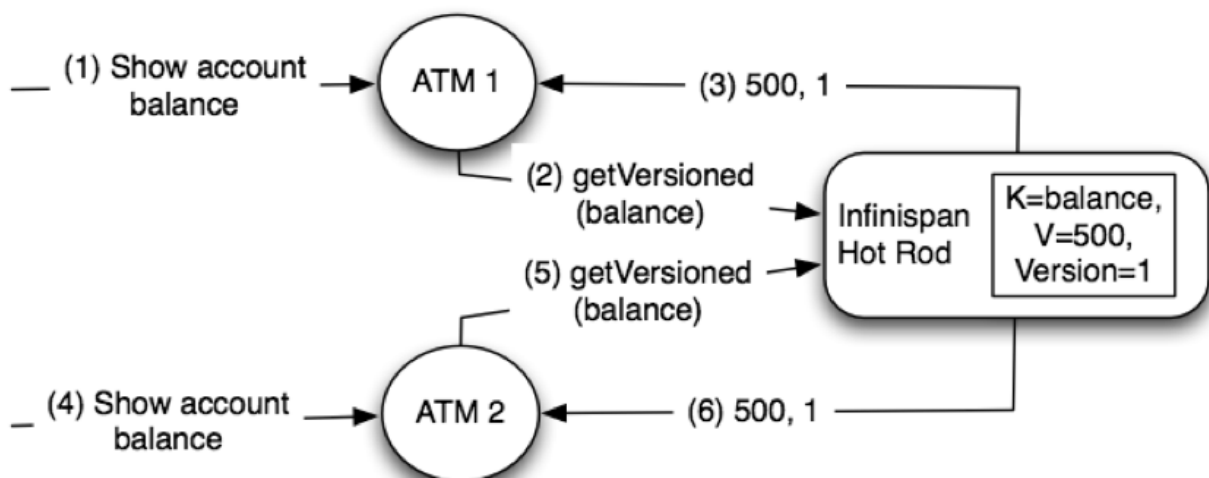 (1) Show account
balance
ATM 1
(3) 500, 1
(2) getVersioned
(balance)
Infinispan
Hot Rod
K=balance,
V=500,
Version=1
(5) getVersioned
(balance)
(4) Show account
balance
ATM 2
(6) 500, 1